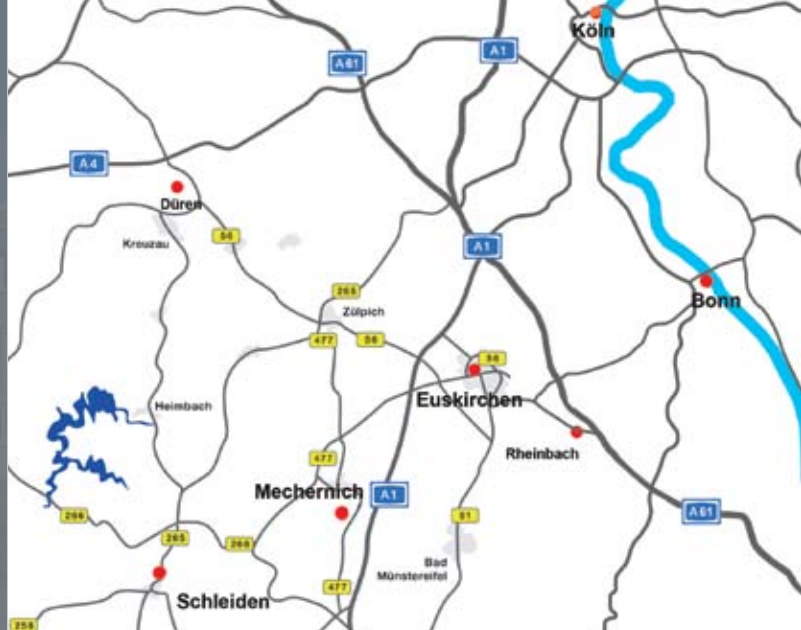 Köln
A61
A1
A4
Düren
Kreuzau
56
A1
265
Zülpich
Bonn
477
56
56
Euskirchen
Heimbach
Rheinbach
477
Mechernich
A1
A61
266
51
265
266
Bad
Münstereifel
Schleiden
477
258